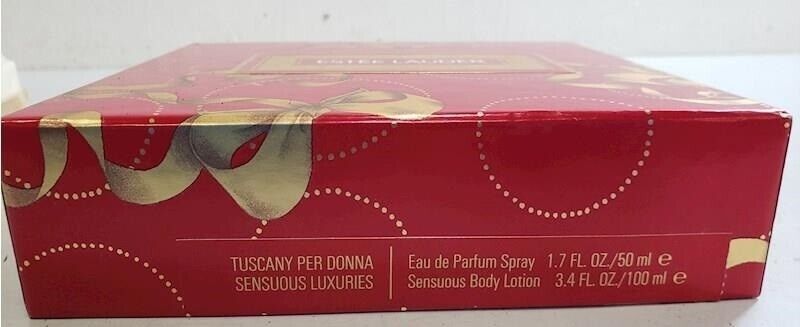 ESTĒE LAUDER
TUSCANY PER DONNA
SENSUOUS LUXURIES
Eau de Parfum Spray 1.7 FL. OZ./50 ml e
Sensuous Body Lotion 3.4 FL. OZ./100 ml e